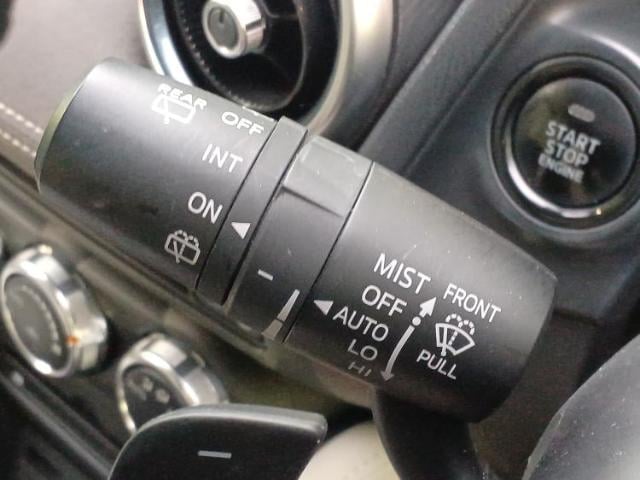 REAR
OFF
INT
ON
MIST
OFF
AUTO
LO
HI
FRONT
PULL
START
STOP
ENGINE